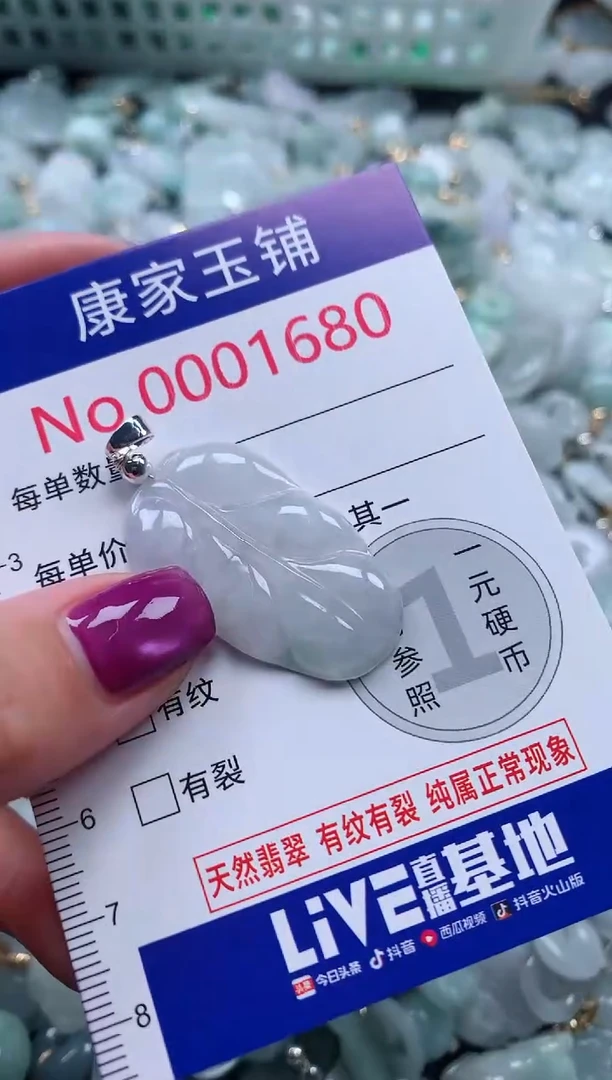 康家玉铺
No.0001680
每单数量
每单价
其一
3
一元硬币
1
参照
有纹
有裂
6
天然翡翠 有纹有裂 纯属正常现象
7
LiVE直播基地
头条 今日头条 抖音 西瓜视频 抖音火山版
8